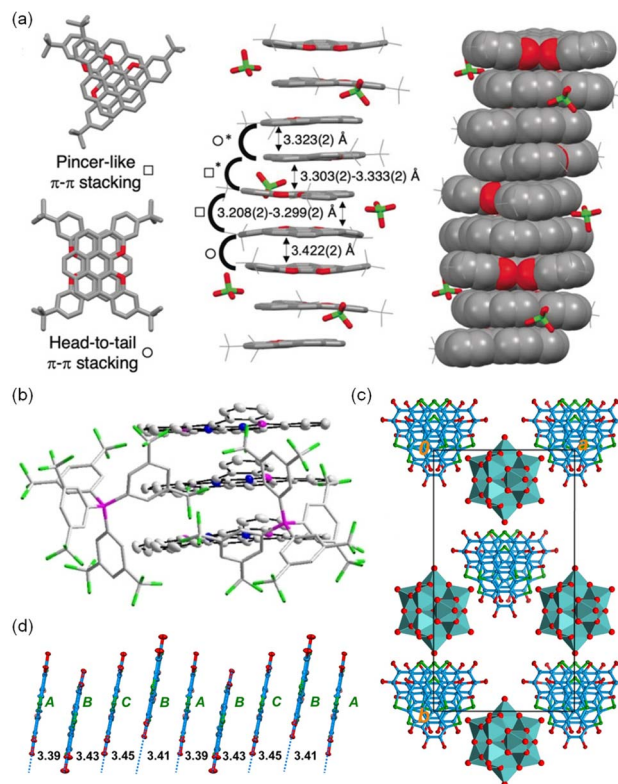 (a)
Pincer-like □
π-π stacking
Head-to-tail
π-π stacking ○
○*
3.323(2) Å
□*
3.303(2)-3.333(2) Å
□
3.208(2)-3.299(2) Å
○
3.422(2) Å
(b)
(c)
o
a
b
(d)
A B C B A B C B A
3.39 3.43 3.45 3.41 3.39 3.43 3.45 3.41